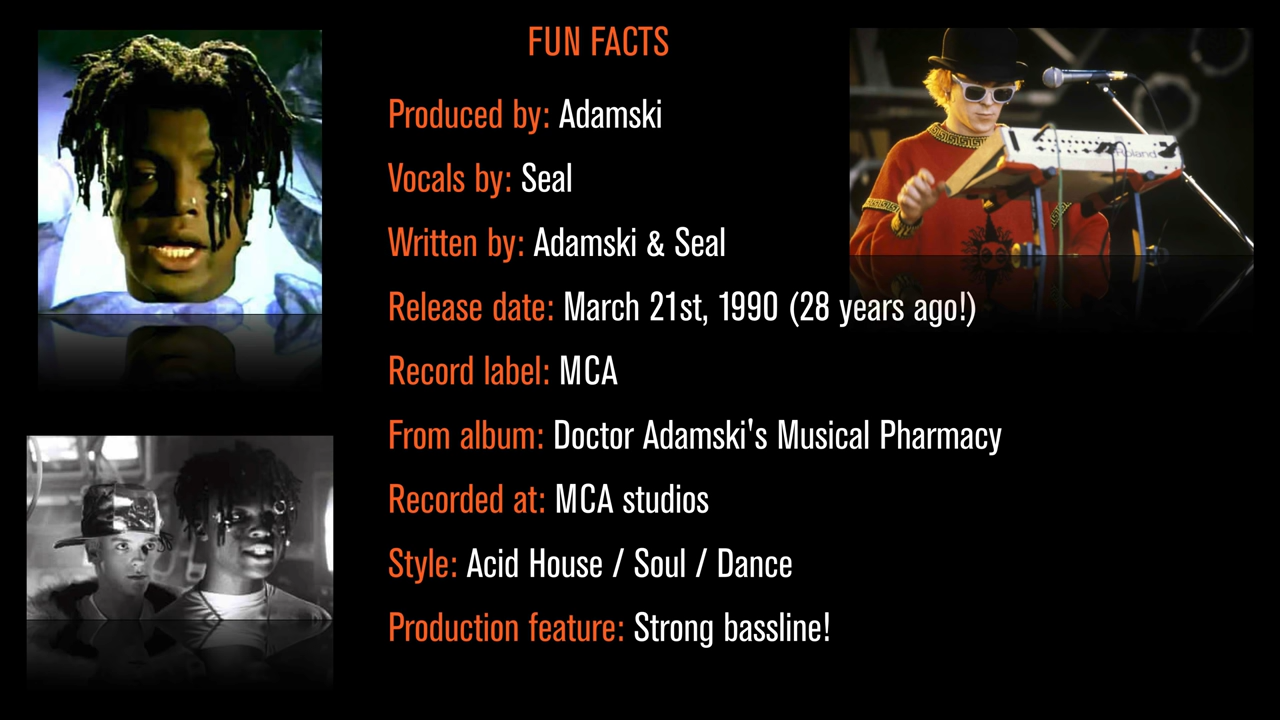 FUN FACTS
Produced by: Adamski
Vocals by: Seal
Written by: Adamski & Seal
Release date: March 21st, 1990 (28 years ago!)
Record label: MCA
From album: Doctor Adamski's Musical Pharmacy
Recorded at: MCA studios
Style: Acid House / Soul / Dance
Production feature: Strong bassline!
Roland